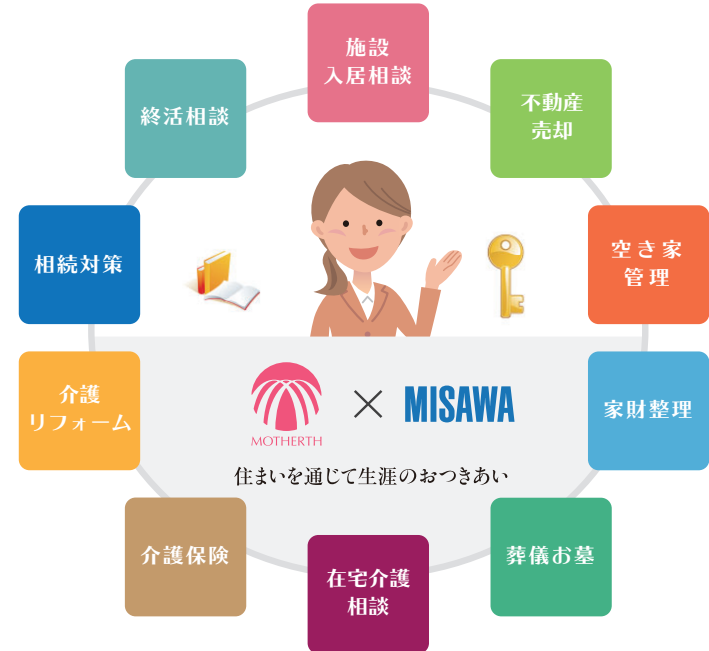 施設
入居相談
不動産
売却
空き家
管理
家財整理
葬儀お墓
在宅介護
相談
介護保険
介護
リフォーム
相続対策
終活相談
MOTHERTH
×
MISAWA
住まいを通じて生涯のおつきあい